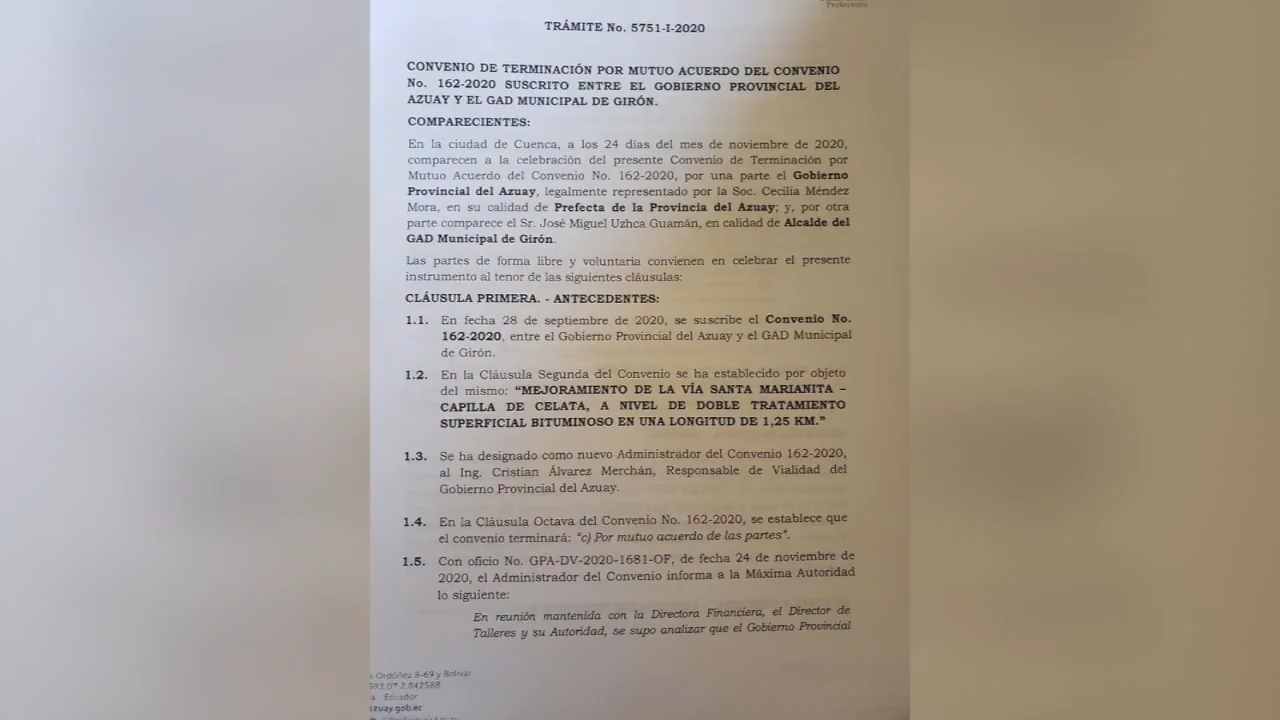 Prefectura
TRÁMITE No. 5751-I-2020
CONVENIO DE TERMINACIÓN POR MUTUO ACUERDO DEL CONVENIO
No. 162-2020 SUSCRITO ENTRE EL GOBIERNO PROVINCIAL DEL
AZUAY Y EL GAD MUNICIPAL DE GIRÓN.
COMPARECIENTES:
En la ciudad de Cuenca, a los 24 días del mes de noviembre de 2020,
comparecen a la celebración del presente Convenio de Terminación por
Mutuo Acuerdo del Convenio No. 162-2020, por una parte el Gobierno
Provincial del Azuay, legalmente representado por la Soc. Cecilia Méndez
Mora, en su calidad de Prefecta de la Provincia del Azuay; y, por otra
parte comparece el Sr. José Miguel Uzhca Guamán, en calidad de Alcalde del
GAD Municipal de Girón.
Las partes de forma libre y voluntaria convienen en celebrar el presente
instrumento al tenor de las siguientes cláusulas:
CLÁUSULA PRIMERA. - ANTECEDENTES:
1.1. En fecha 28 de septiembre de 2020, se suscribe el Convenio No.
162-2020, entre el Gobierno Provincial del Azuay y el GAD Municipal
de Girón.
1.2. En la Cláusula Segunda del Convenio se ha establecido por objeto
del mismo: “MEJORAMIENTO DE LA VÍA SANTA MARIANITA –
CAPILLA DE CELATA, A NIVEL DE DOBLE TRATAMIENTO
SUPERFICIAL BITUMINOSO EN UNA LONGITUD DE 1,25 KM.”
1.3. Se ha designado como nuevo Administrador del Convenio 162-2020,
al Ing. Cristian Álvarez Merchán, Responsable de Vialidad del
Gobierno Provincial del Azuay.
1.4. En la Cláusula Octava del Convenio No. 162-2020, se establece que
el convenio terminará: “c) Por mutuo acuerdo de las partes”.
1.5. Con oficio No. GPA-DV-2020-1681-OF, de fecha 24 de noviembre de
2020, el Administrador del Convenio informa a la Máxima Autoridad
lo siguiente:
En reunión mantenida con la Directora Financiera, el Director de
Talleres y su Autoridad, se supo analizar que el Gobierno Provincial
Ordóñez 8-69 y Bolívar
593 07 2 842588
Ecuador
azuay.gob.ec